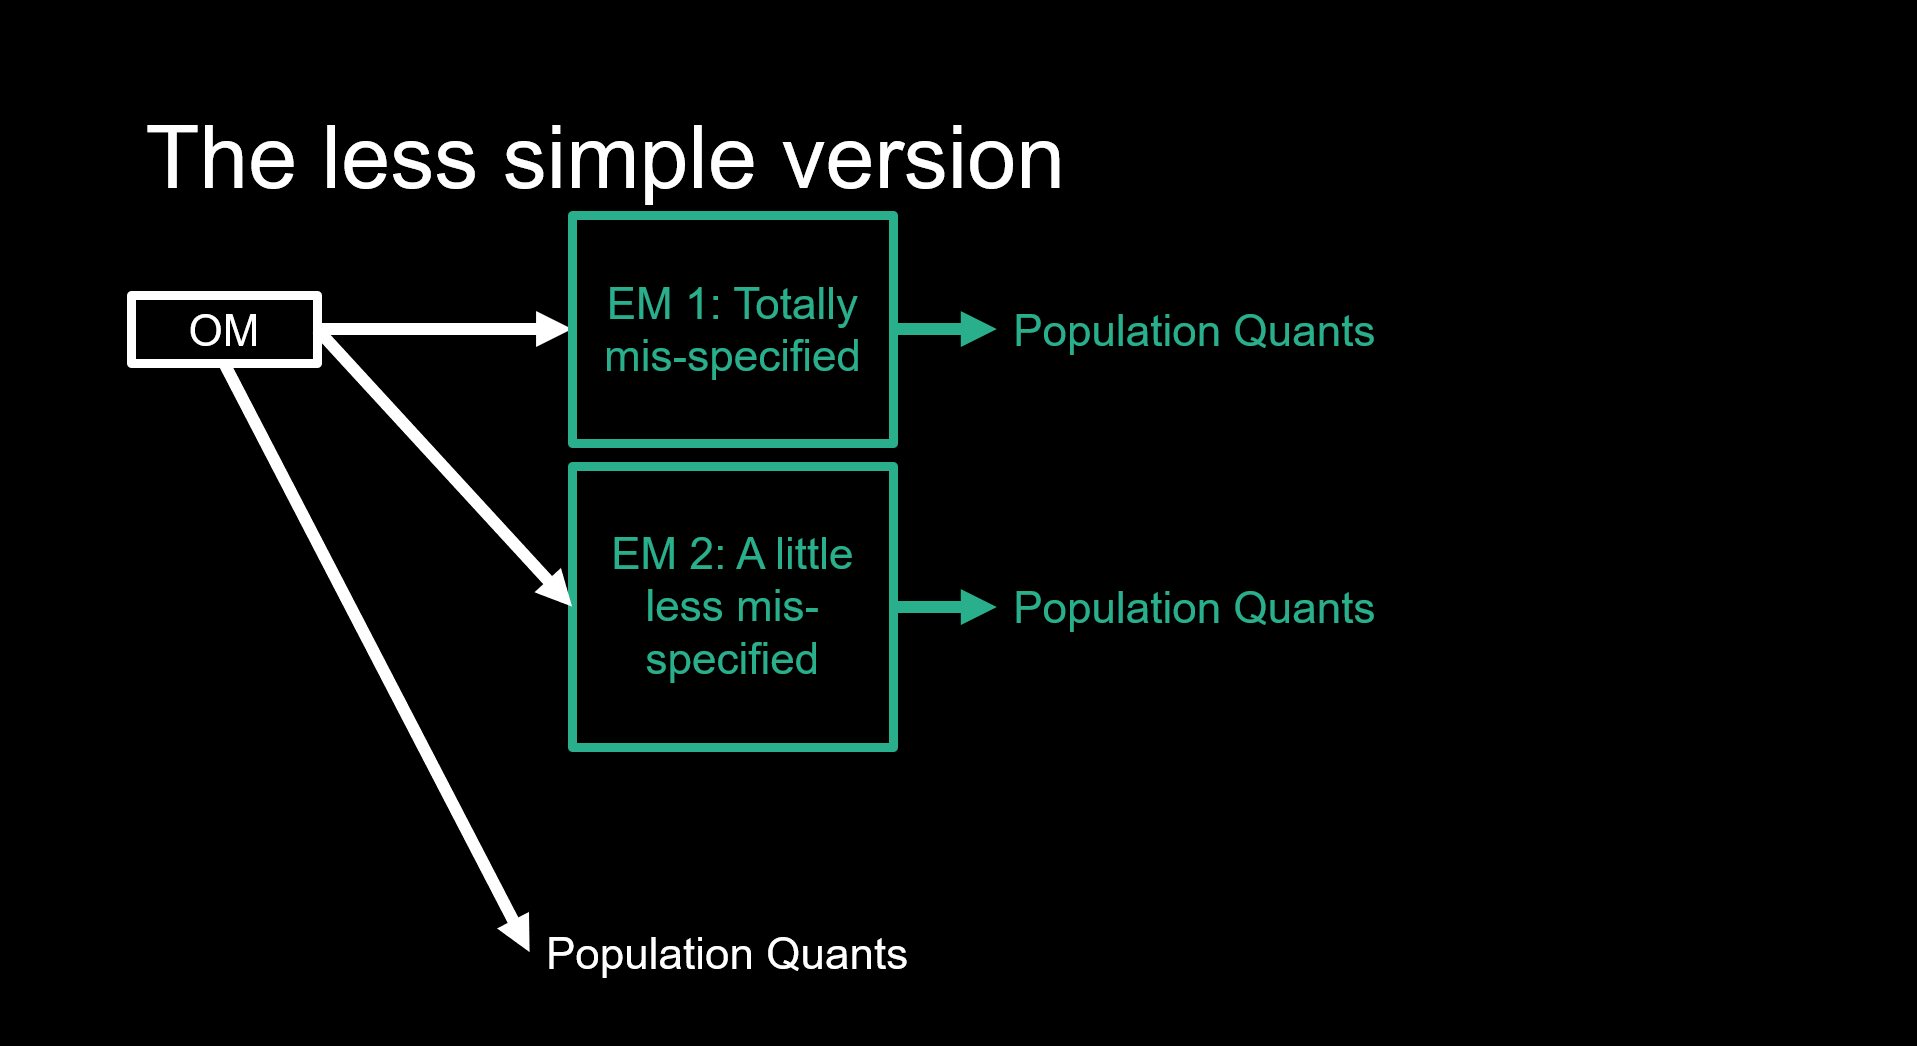 The less simple version
OM
EM 1: Totally
mis-specified
Population Quants
EM 2: A little
less mis-
specified
Population Quants
Population Quants